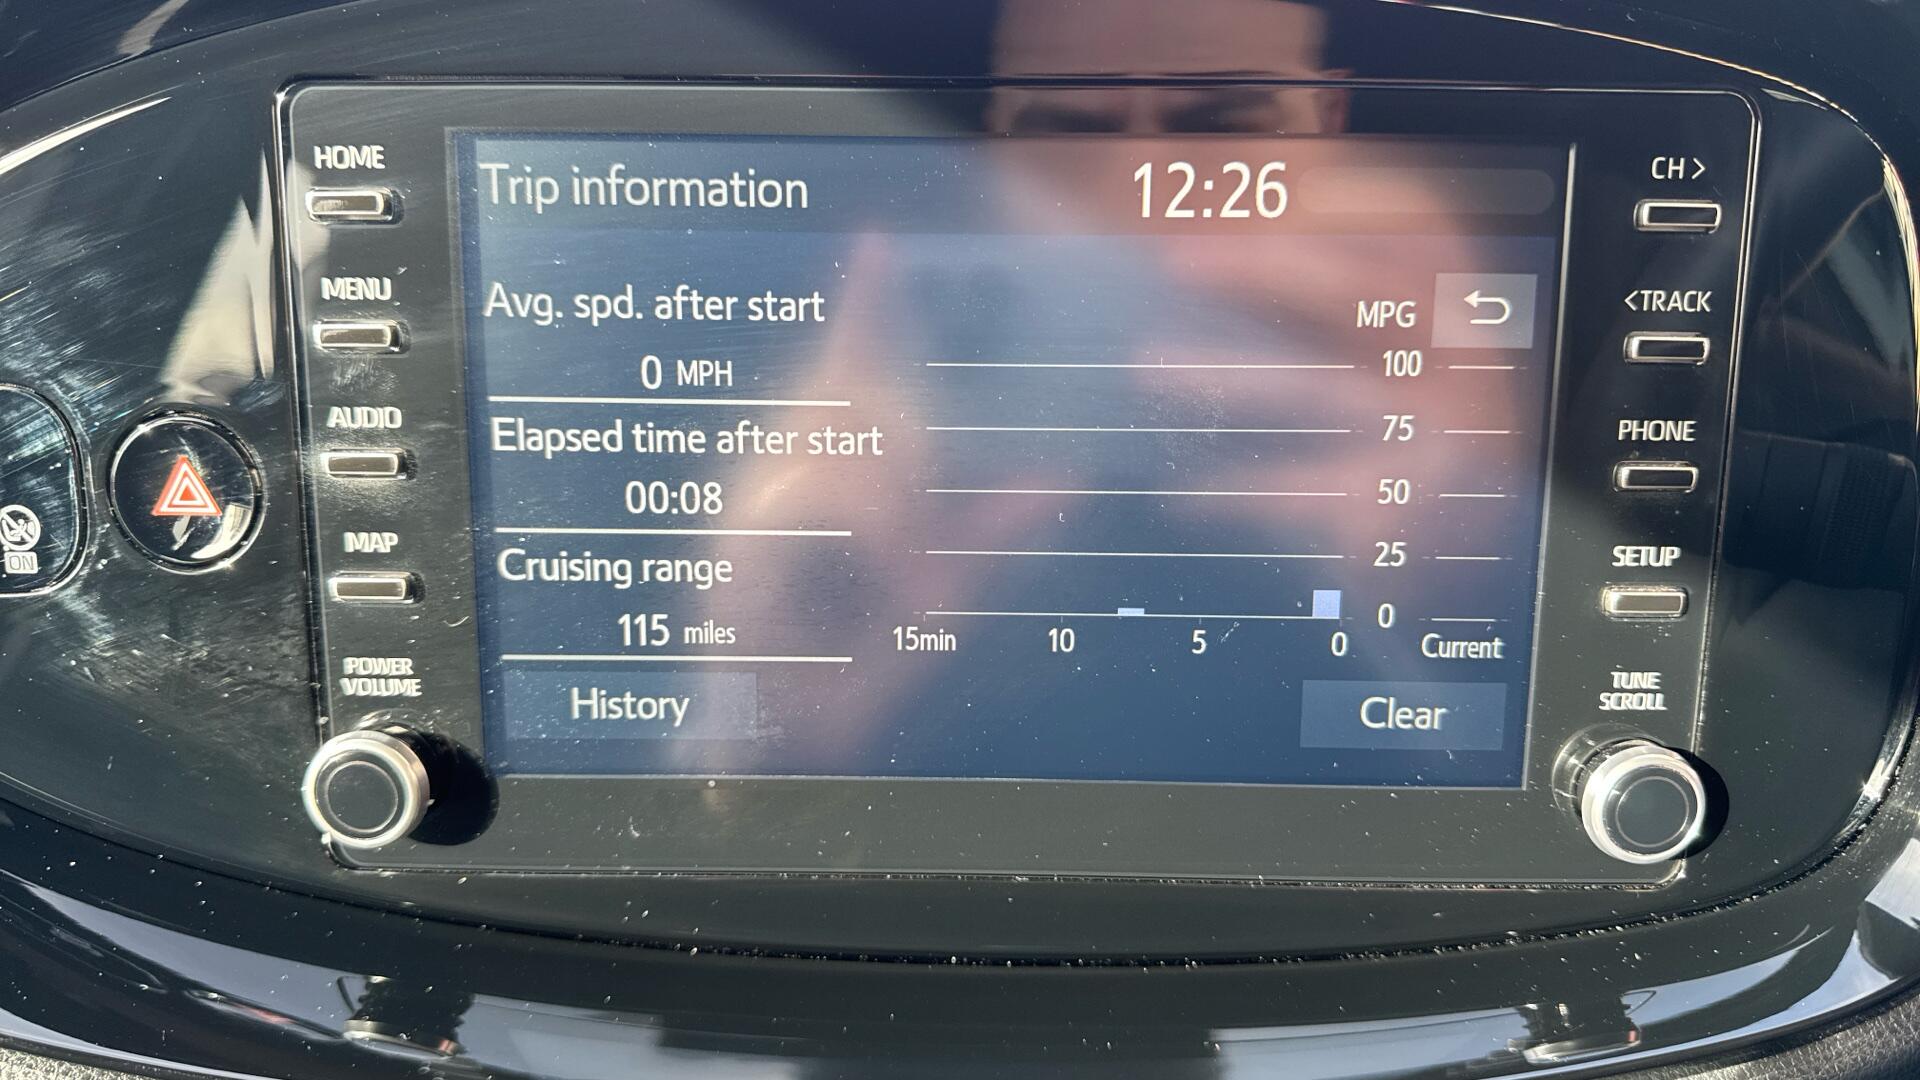 HOME
MENU
AUDIO
MAP
POWER
VOLUME
ON
Trip information
12:26
Avg. spd. after start
0 MPH
Elapsed time after start
00:08
Cruising range
115 miles
History
MPG
100
75
50
25
0
15min 10 5 0 Current
Clear
CH >
<TRACK
PHONE
SETUP
TUNE
SCROLL